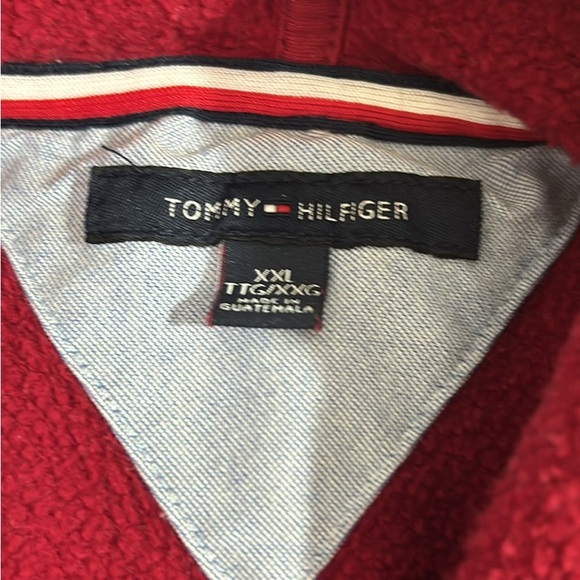 TOMMY HILFIGER
XXL
TTG/XXG
MADE IN
GUATEMALA